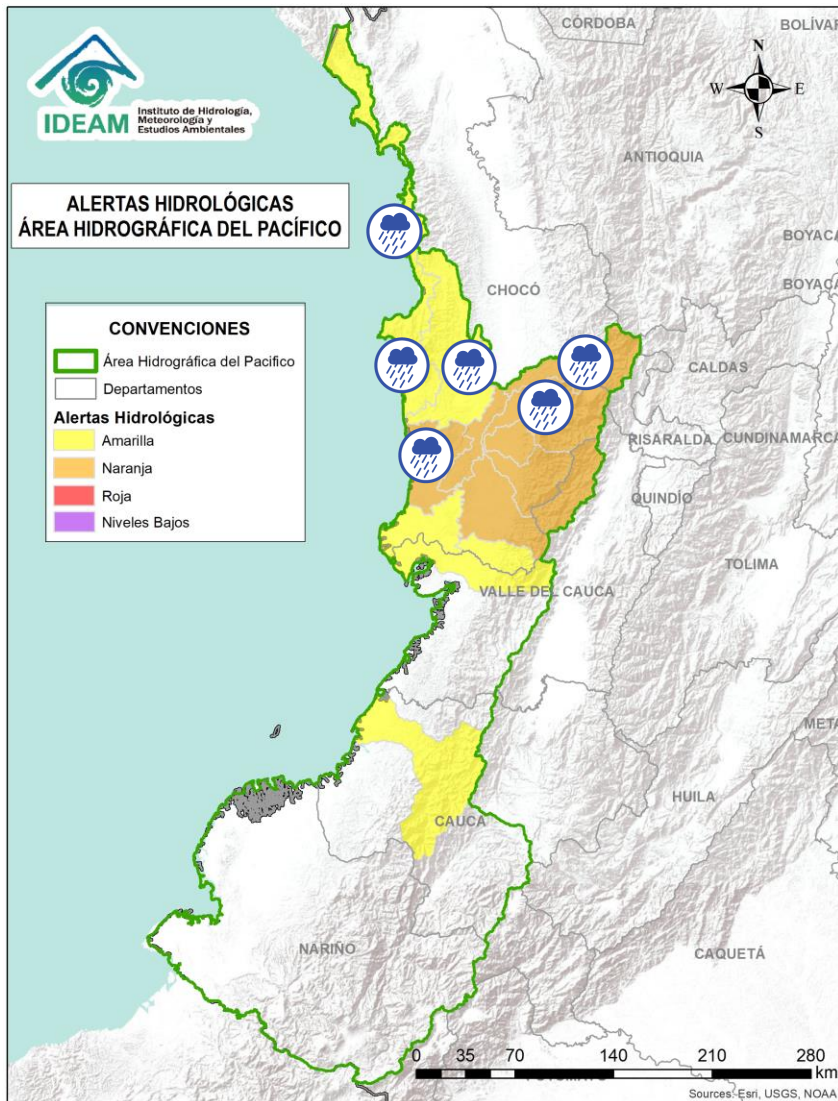 CÓRDOBA
BOLÍVAR
N
W E
S
IDEAM
Instituto de Hidrología,
Meteorología y
Estudios Ambientales
ANTIOQUIA
ALERTAS HIDROLÓGICAS
ÁREA HIDROGRÁFICA DEL PACÍFICO
BOYACÁ
BOYACÁ
CHOCÓ
CONVENCIONES
Área Hidrográfica del Pacifico
Departamentos
Alertas Hidrológicas
Amarilla
Naranja
Roja
Niveles Bajos
CALDAS
RISARALDA
CUNDINAMARCA
QUINDÍO
TOLIMA
VALLE DEL CAUCA
META
HUILA
CAUCA
NARIÑO
CAQUETÁ
0 35 70 140 210 280
km
Sources: Esri, USGS, NOAA